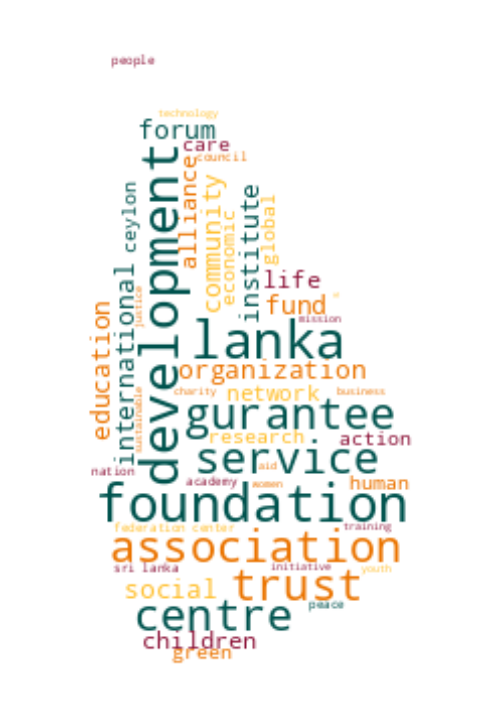 people
technology
forum
care
council
development
alliance
community
economic
ceylon
institute
global
international
justice
life
fund
mission
education
lanka
organization
charity
network
business
sustainable
gurantee
research
action
service
nation
aid
academy
women
human
foundation
federation center
training
association
sri lanka
initiative
youth
social
trust
peace
centre
children
green